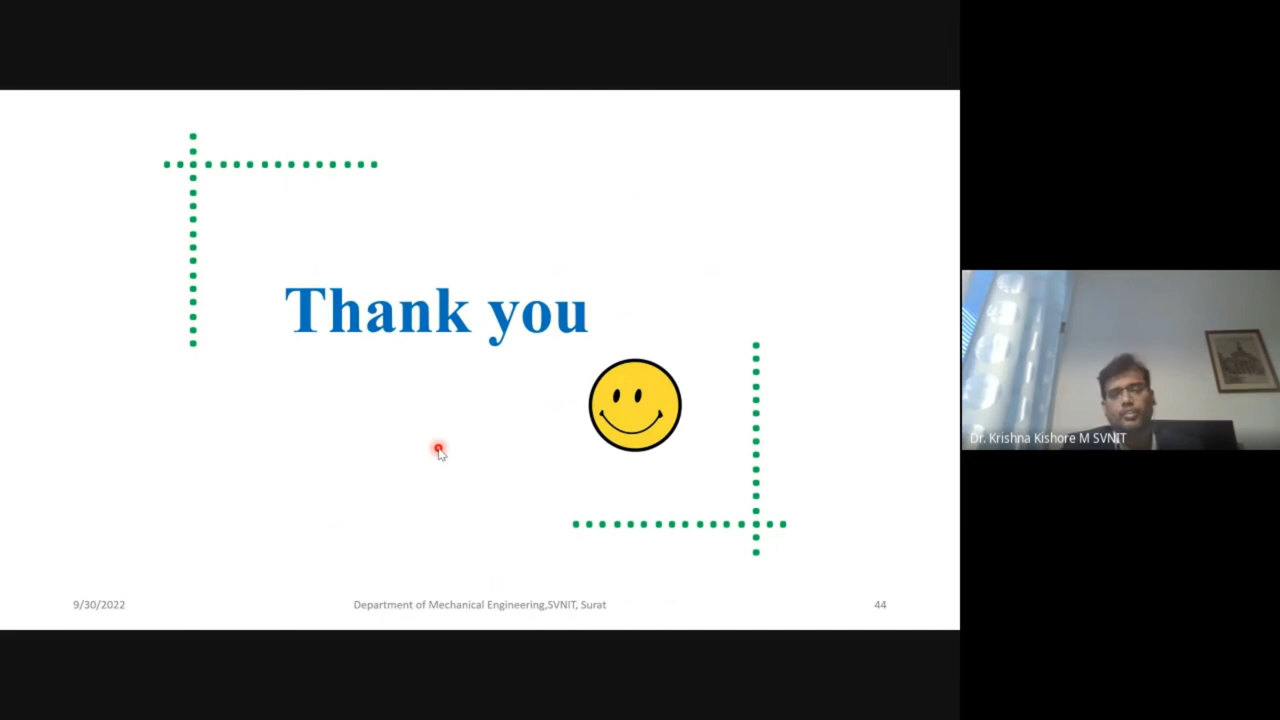 Thank you
9/30/2022
Department of Mechanical Engineering,SVNIT, Surat
44
Dr. Krishna Kishore M SVNIT